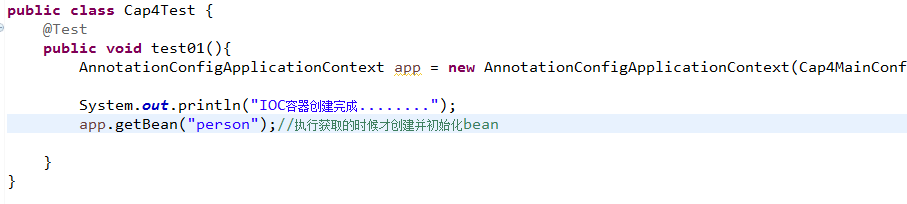 public class Cap4Test {
@Test
public void test01(){
AnnotationConfigApplicationContext app = new AnnotationConfigApplicationContext(Cap4MainConf
System.out.println("IOC容器创建完成........");
app.getBean("person");//执行获取的时候才创建并初始化bean
}
}